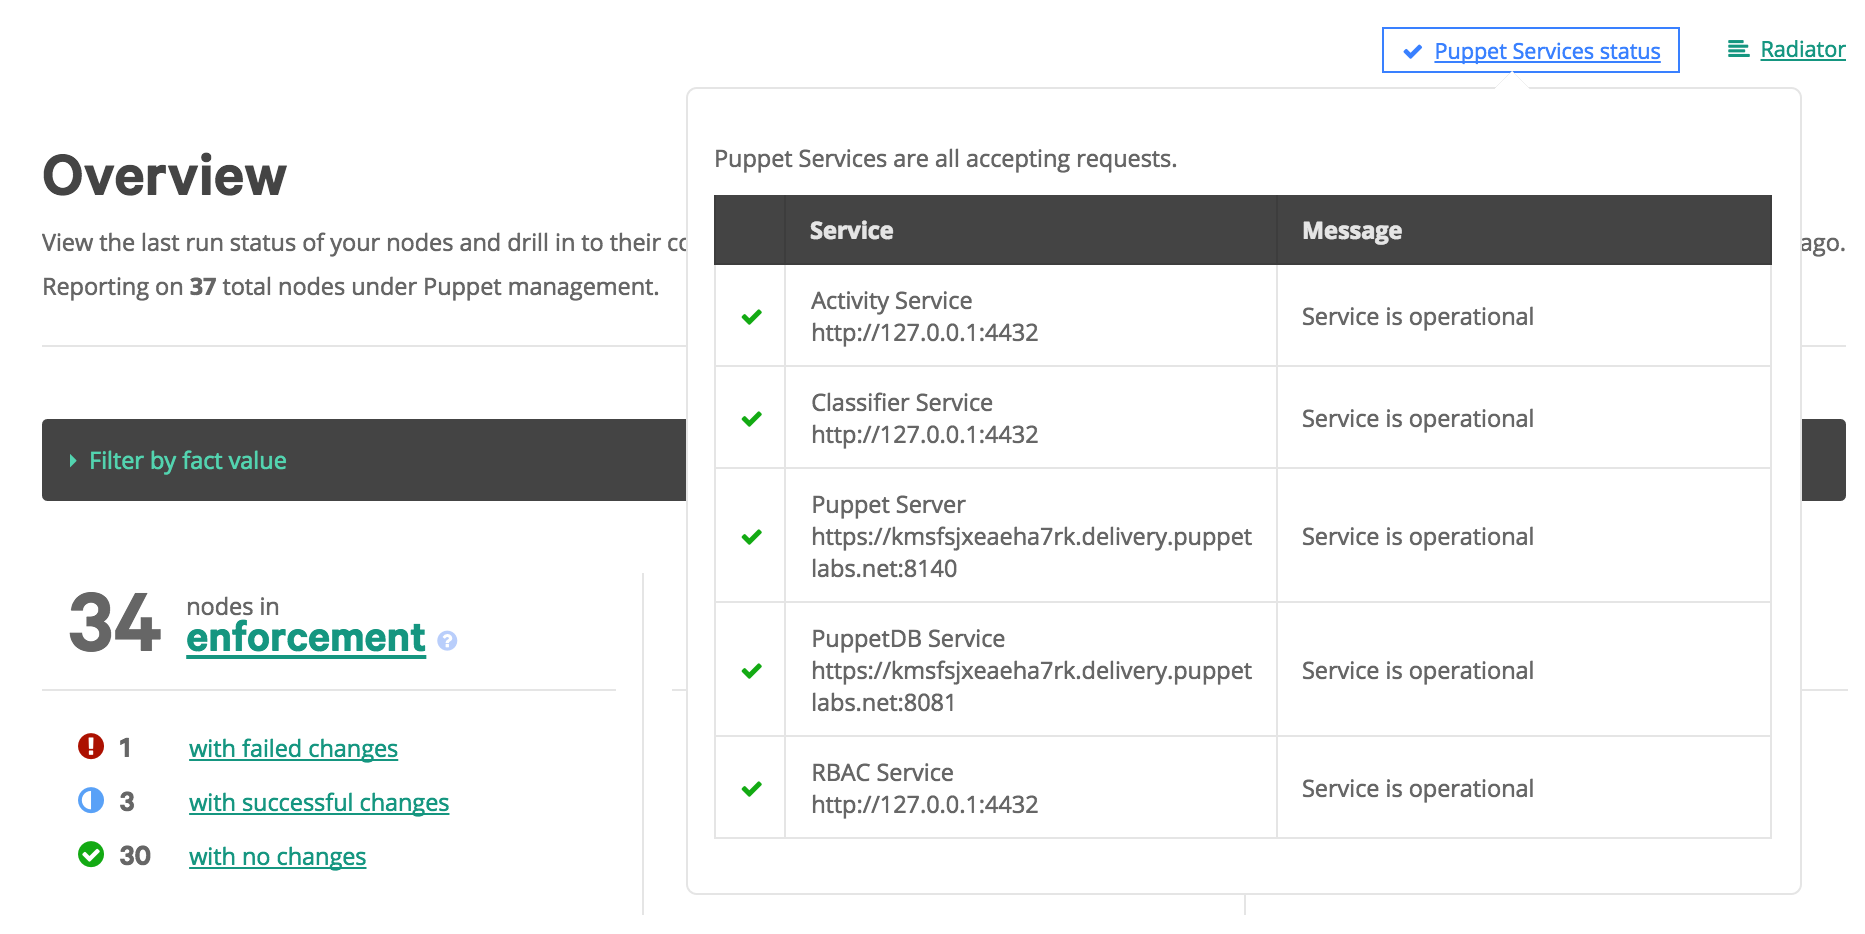 Puppet Services status
Radiator
Overview
View the last run status of your nodes and drill in to their
ago.
Reporting on 37 total nodes under Puppet management.
Filter by fact value
34 nodes in
enforcement ?
1 with failed changes
3 with successful changes
30 with no changes
Puppet Services are all accepting requests.
Service Message
Activity Service
http://127.0.0.1:4432
Service is operational
Classifier Service
http://127.0.0.1:4432
Service is operational
Puppet Server
https://kmsfsjxeaeha7rk.delivery.puppet
labs.net:8140
Service is operational
PuppetDB Service
https://kmsfsjxeaeha7rk.delivery.puppet
labs.net:8081
Service is operational
RBAC Service
http://127.0.0.1:4432
Service is operational